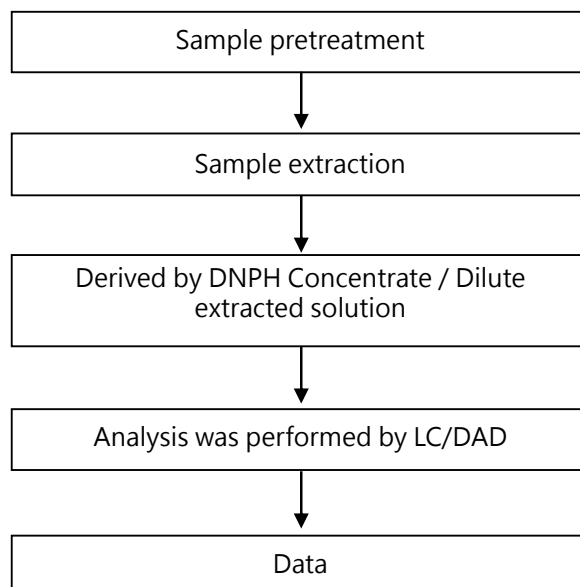 Sample pretreatment
Sample extraction
Derived by DNPH Concentrate / Dilute
extracted solution
Analysis was performed by LC/DAD
Data